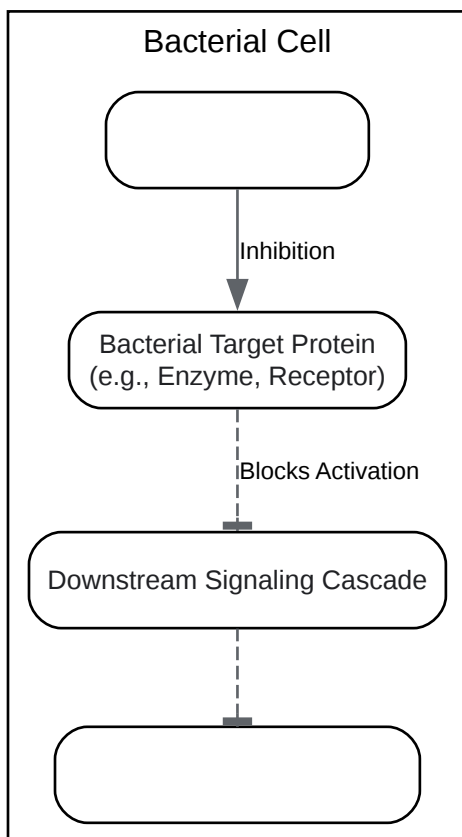 Bacterial Cell
Inhibition
Bacterial Target Protein
(e.g., Enzyme, Receptor)
Blocks Activation
Downstream Signaling Cascade